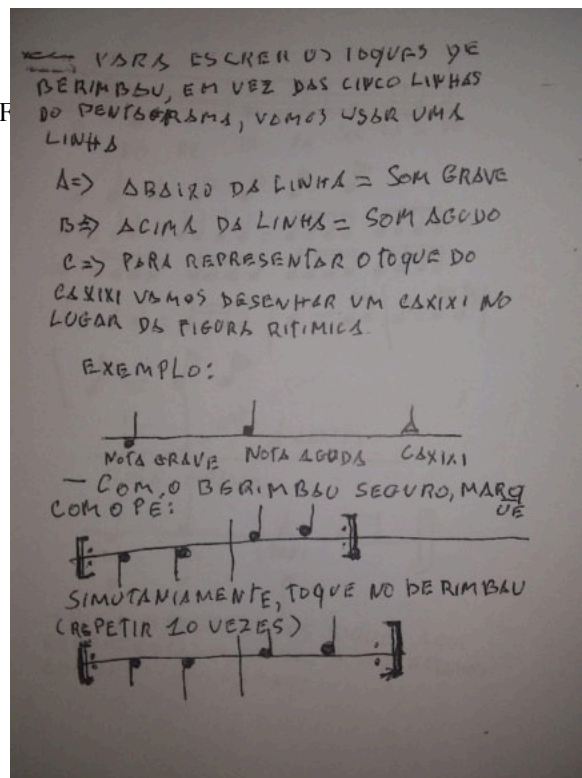 PARA ESCRER OS TOQUES DE
BERIMBAU, EM VEZ DAS CINCO LINHAS
DO PENTAGRAMA, VAMOS USAR UMA
LINHA
A=> ABAIXO DA LINHA = SOM GRAVE
B=> ACIMA DA LINHA = SOM AGUDO
C=> PARA REPRESENTAR O TOQUE DO
CAXIXI VAMOS DESENHAR UM CAXIXI NO
LUGAR DA FIGURA RITIMICA.
EXEMPLO:
NOTA GRAVE NOTA AGUDA CAXIXI
— COM O BERIMBAU SEGURO, MARQUE
COM O PÉ:
SIMUTANIAMENTE, TOQUE NO BERIMBAU
(REPETIR 10 VEZES)